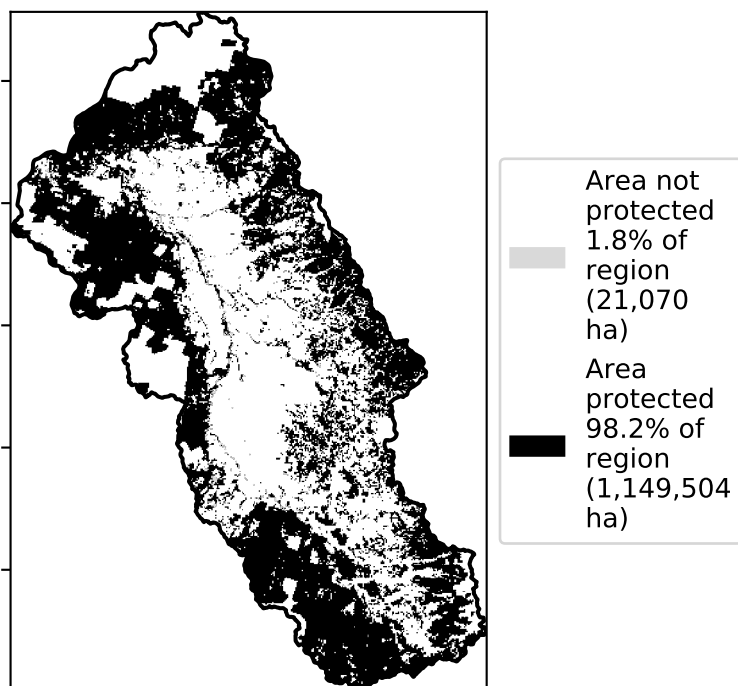 Area not
protected
1.8% of
region
(21,070
ha)
Area
protected
98.2% of
region
(1,149,504
ha)